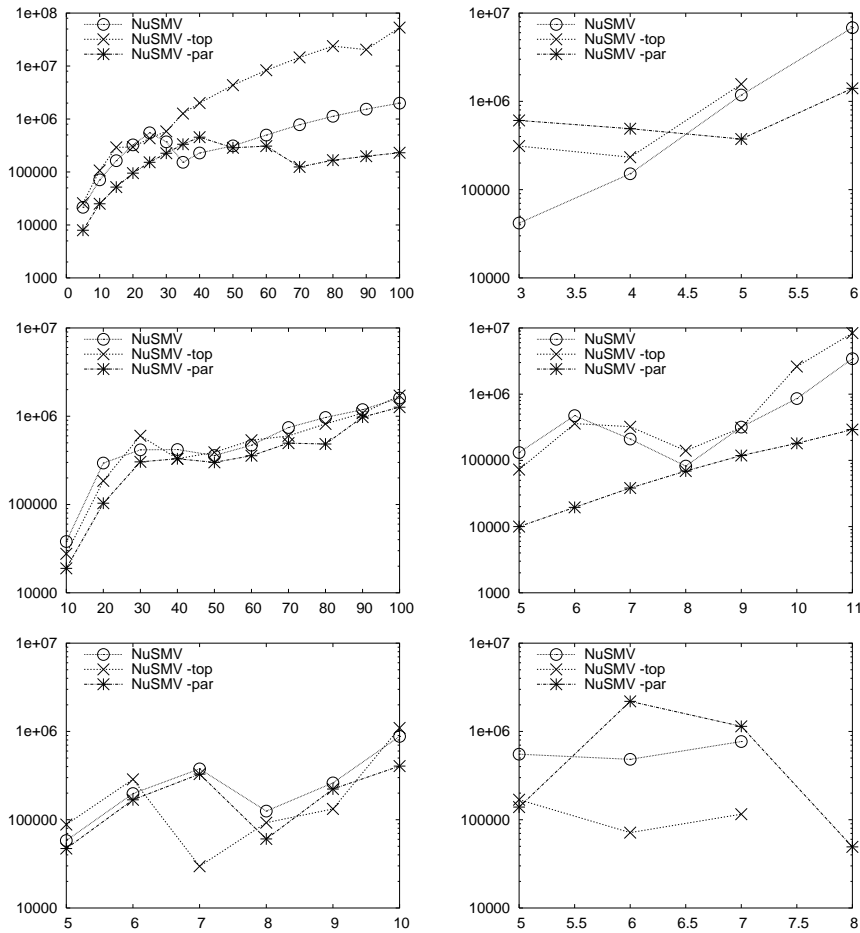 1e+08
1e+07
1e+06
100000
10000
1000
NuSMV
NuSMV -top
NuSMV -par
0 10 20 30 40 50 60 70 80 90 100
1e+07
1e+06
100000
10000
NuSMV
NuSMV -top
NuSMV -par
3 3.5 4 4.5 5 5.5 6
1e+07
1e+06
100000
10000
NuSMV
NuSMV -top
NuSMV -par
10 20 30 40 50 60 70 80 90 100
1e+07
1e+06
100000
10000
1000
NuSMV
NuSMV -top
NuSMV -par
5 6 7 8 9 10 11
1e+07
1e+06
100000
10000
NuSMV
NuSMV -top
NuSMV -par
5 6 7 8 9 10
1e+07
1e+06
100000
10000
NuSMV
NuSMV -top
NuSMV -par
5 5.5 6 6.5 7 7.5 8